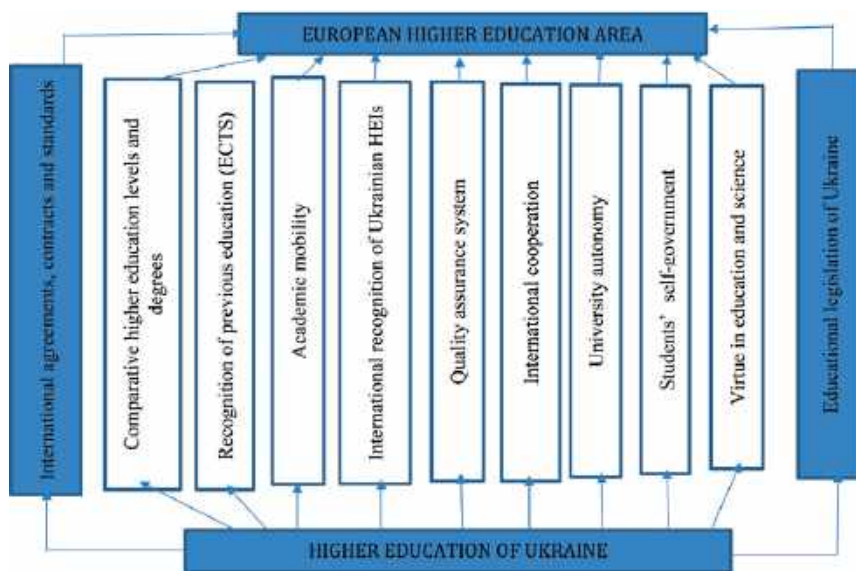 EUROPEAN HIGHER EDUCATION AREA
International agreements, contracts and standards
Comparative higher education levels and
degrees
Recognition of previous education (ECTS)
Academic mobility
International recognition of Ukrainian HEIs
Quality assurance system
International cooperation
University autonomy
Students’ self-government
Virtue in education and science
Educational legislation of Ukraine
HIGHER EDUCATION OF UKRAINE